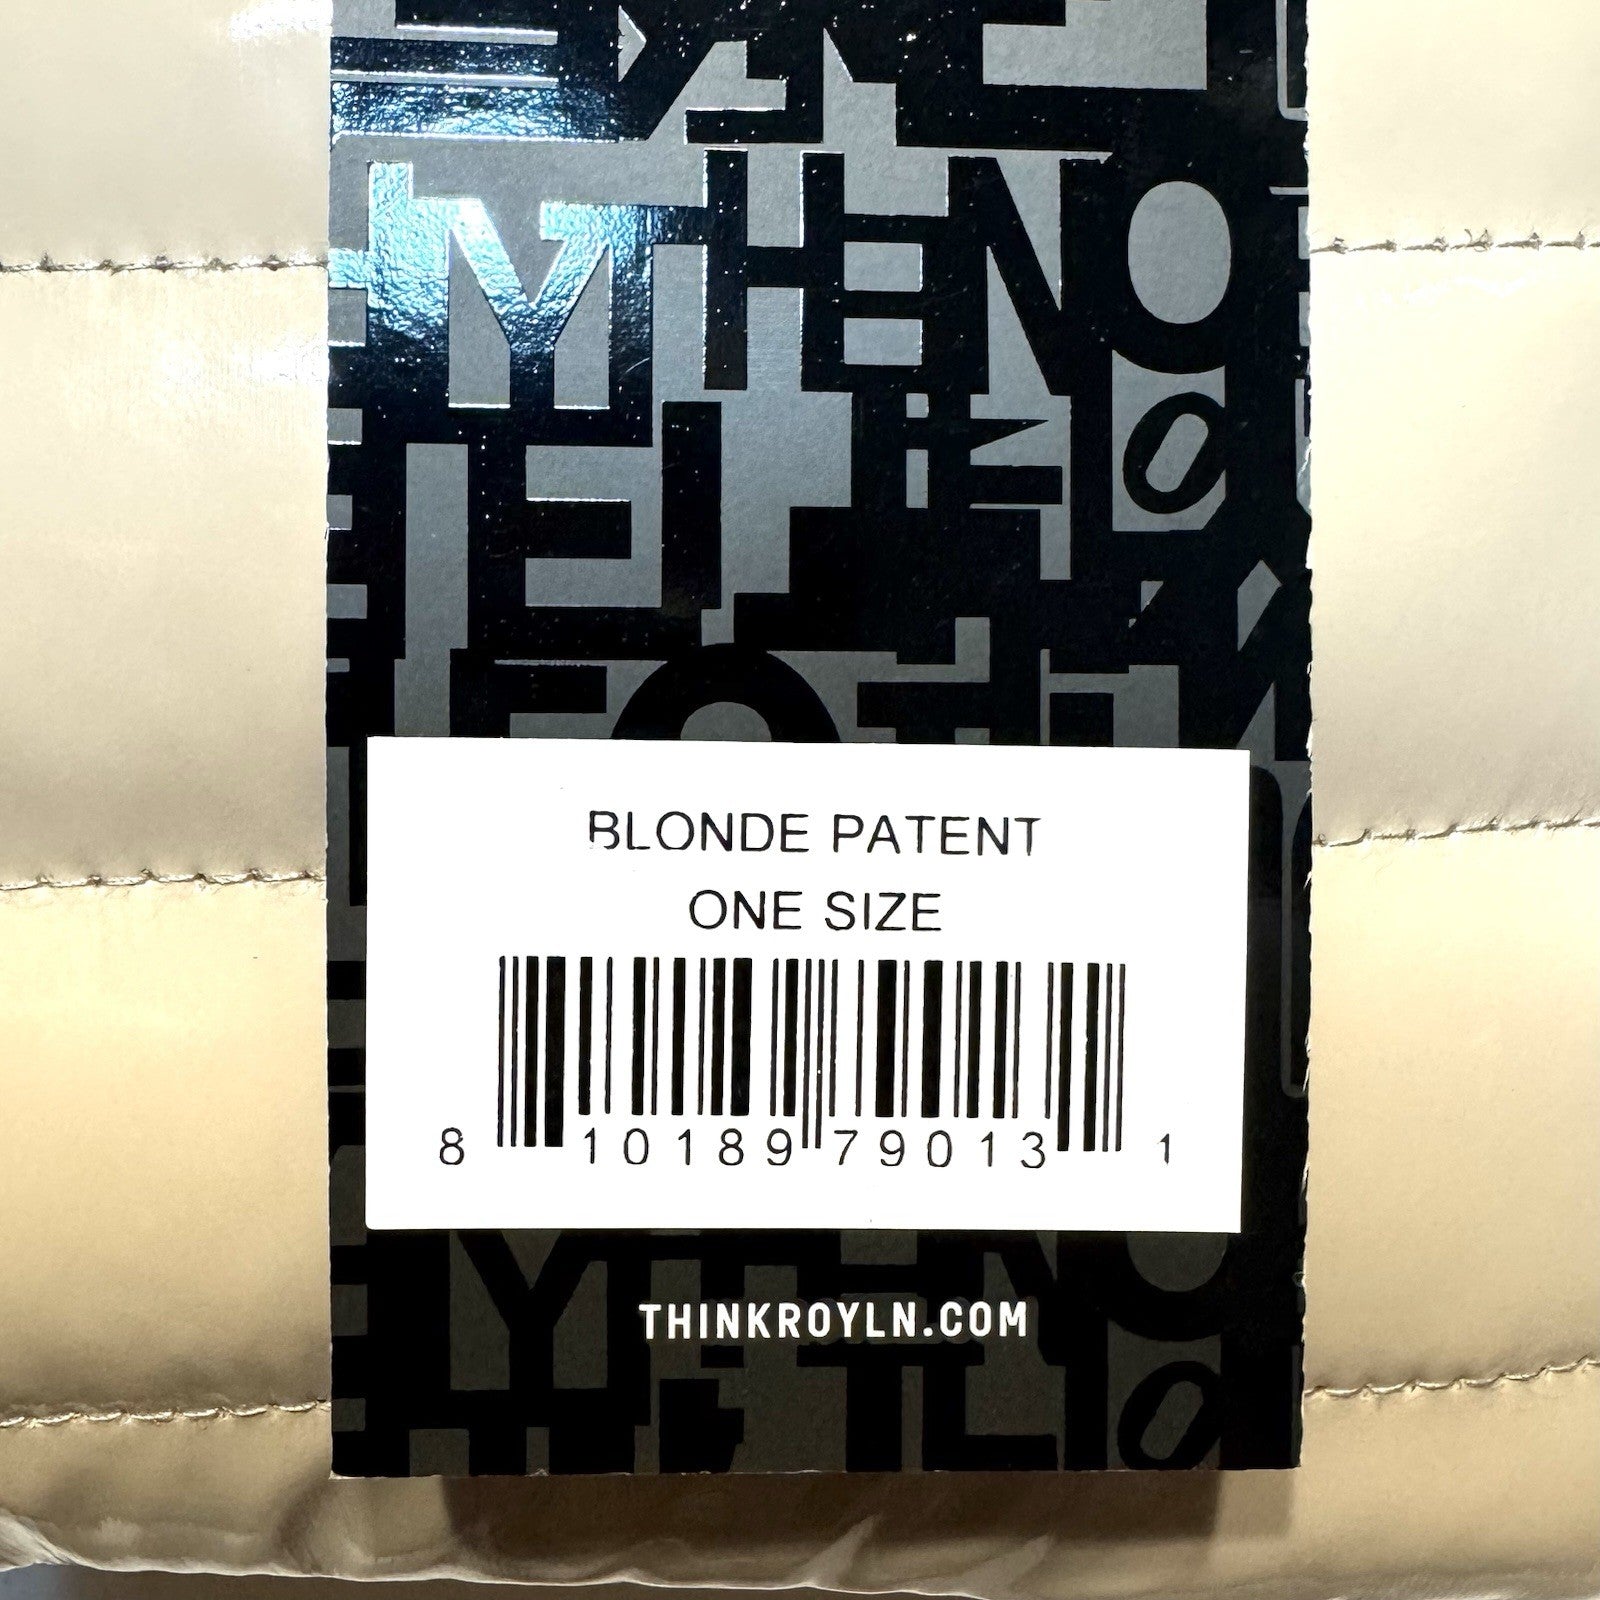 BLONDE PATENT
ONE SIZE
8 10189 79013 1
THINKROYLN.COM